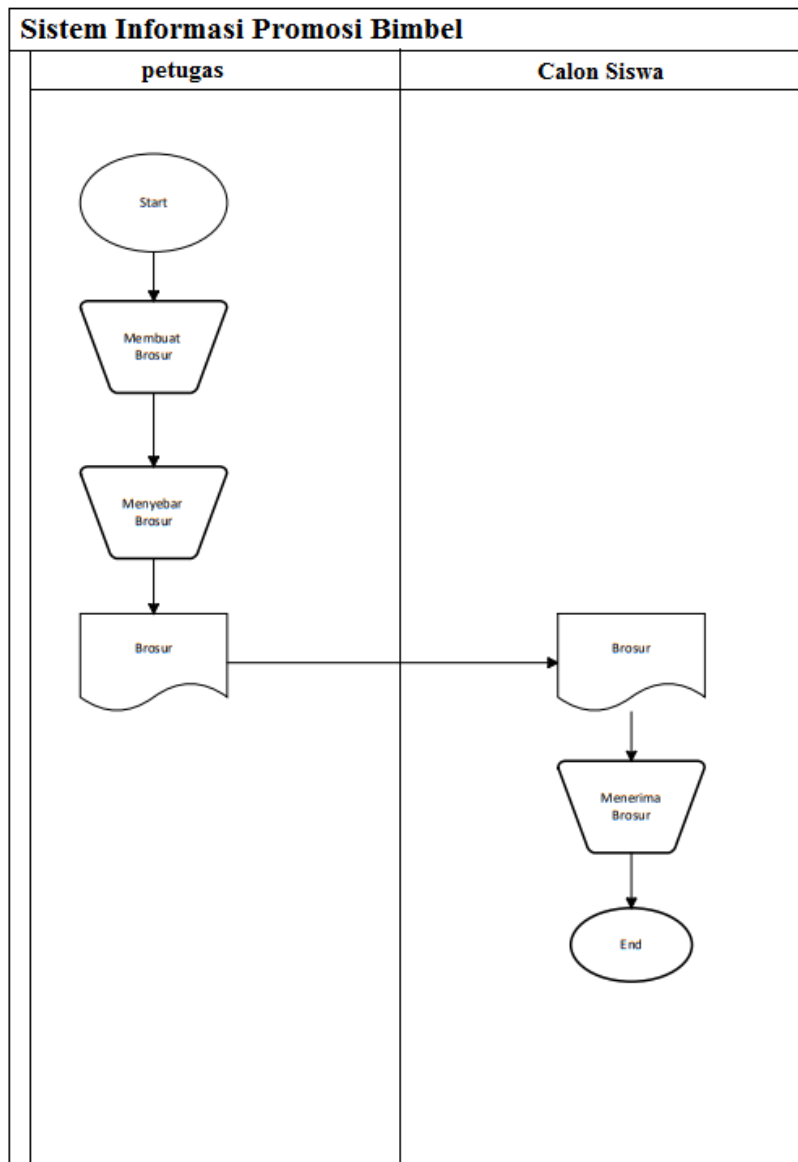 Sistem Informasi Promosi Bimbel
petugas
Calon Siswa
Start
Membuat
Brosur
Menyebar
Brosur
Brosur
Brosur
Menerima
Brosur
End